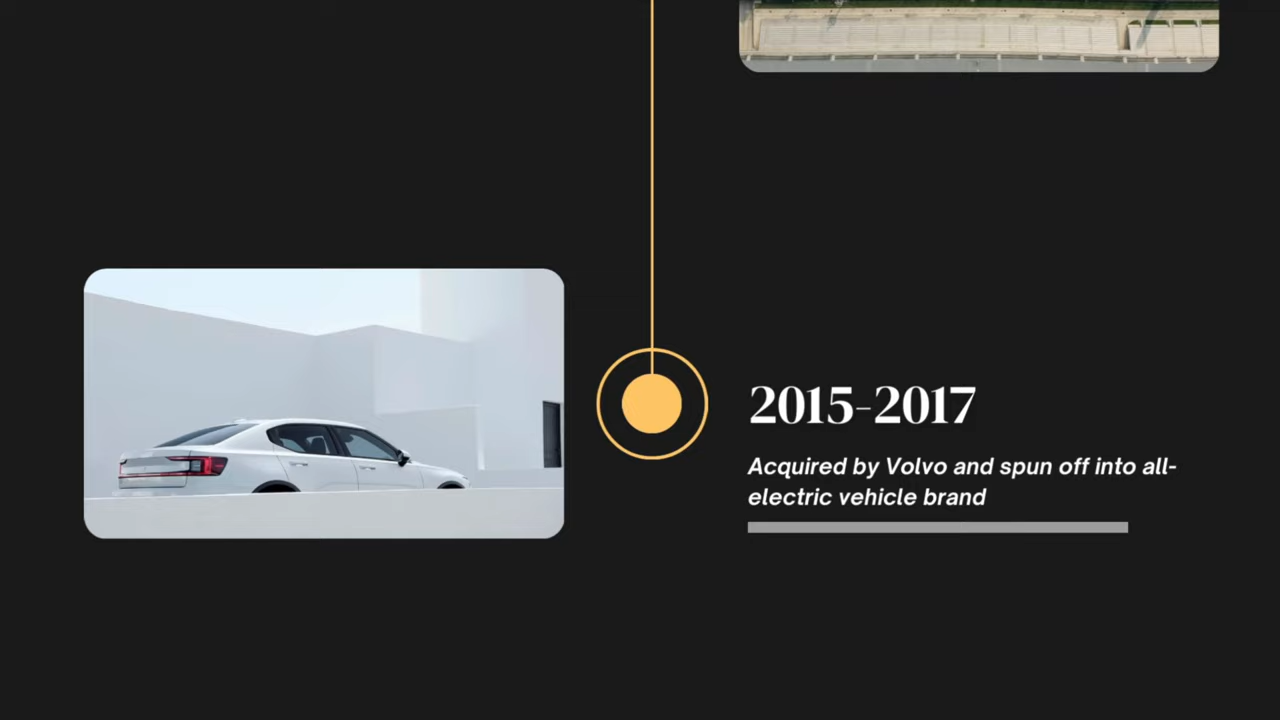 2015-2017
Acquired by Volvo and spun off into all-
electric vehicle brand